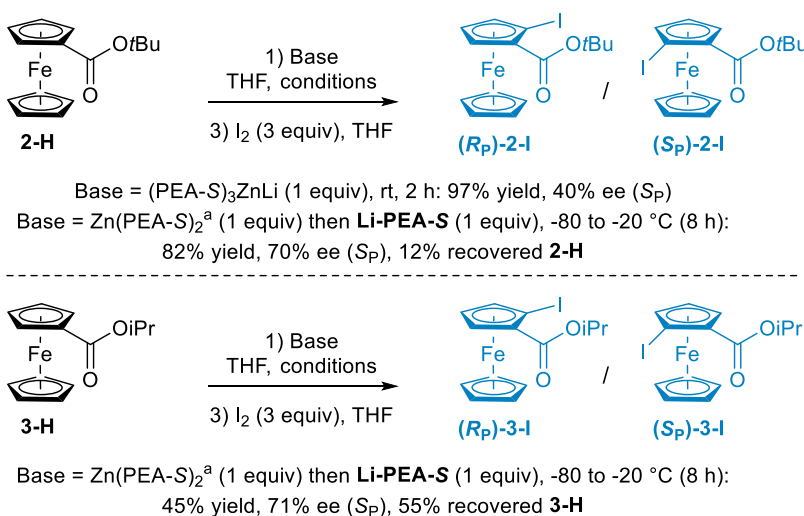 OtBu
Fe
O
2-H
1) Base
THF, conditions
3) I2 (3 equiv), THF
I
OtBu
Fe
O
(RP)-2-I
/
I
OtBu
Fe
O
(SP)-2-I
Base = (PEA-S)3ZnLi (1 equiv), rt, 2 h: 97% yield, 40% ee (SP)
Base = Zn(PEA-S)2a (1 equiv) then Li-PEA-S (1 equiv), -80 to -20 °C (8 h):
82% yield, 70% ee (SP), 12% recovered 2-H
OiPr
Fe
O
3-H
1) Base
THF, conditions
3) I2 (3 equiv), THF
I
OiPr
Fe
O
(RP)-3-I
/
I
OiPr
Fe
O
(SP)-3-I
Base = Zn(PEA-S)2a (1 equiv) then Li-PEA-S (1 equiv), -80 to -20 °C (8 h):
45% yield, 71% ee (SP), 55% recovered 3-H